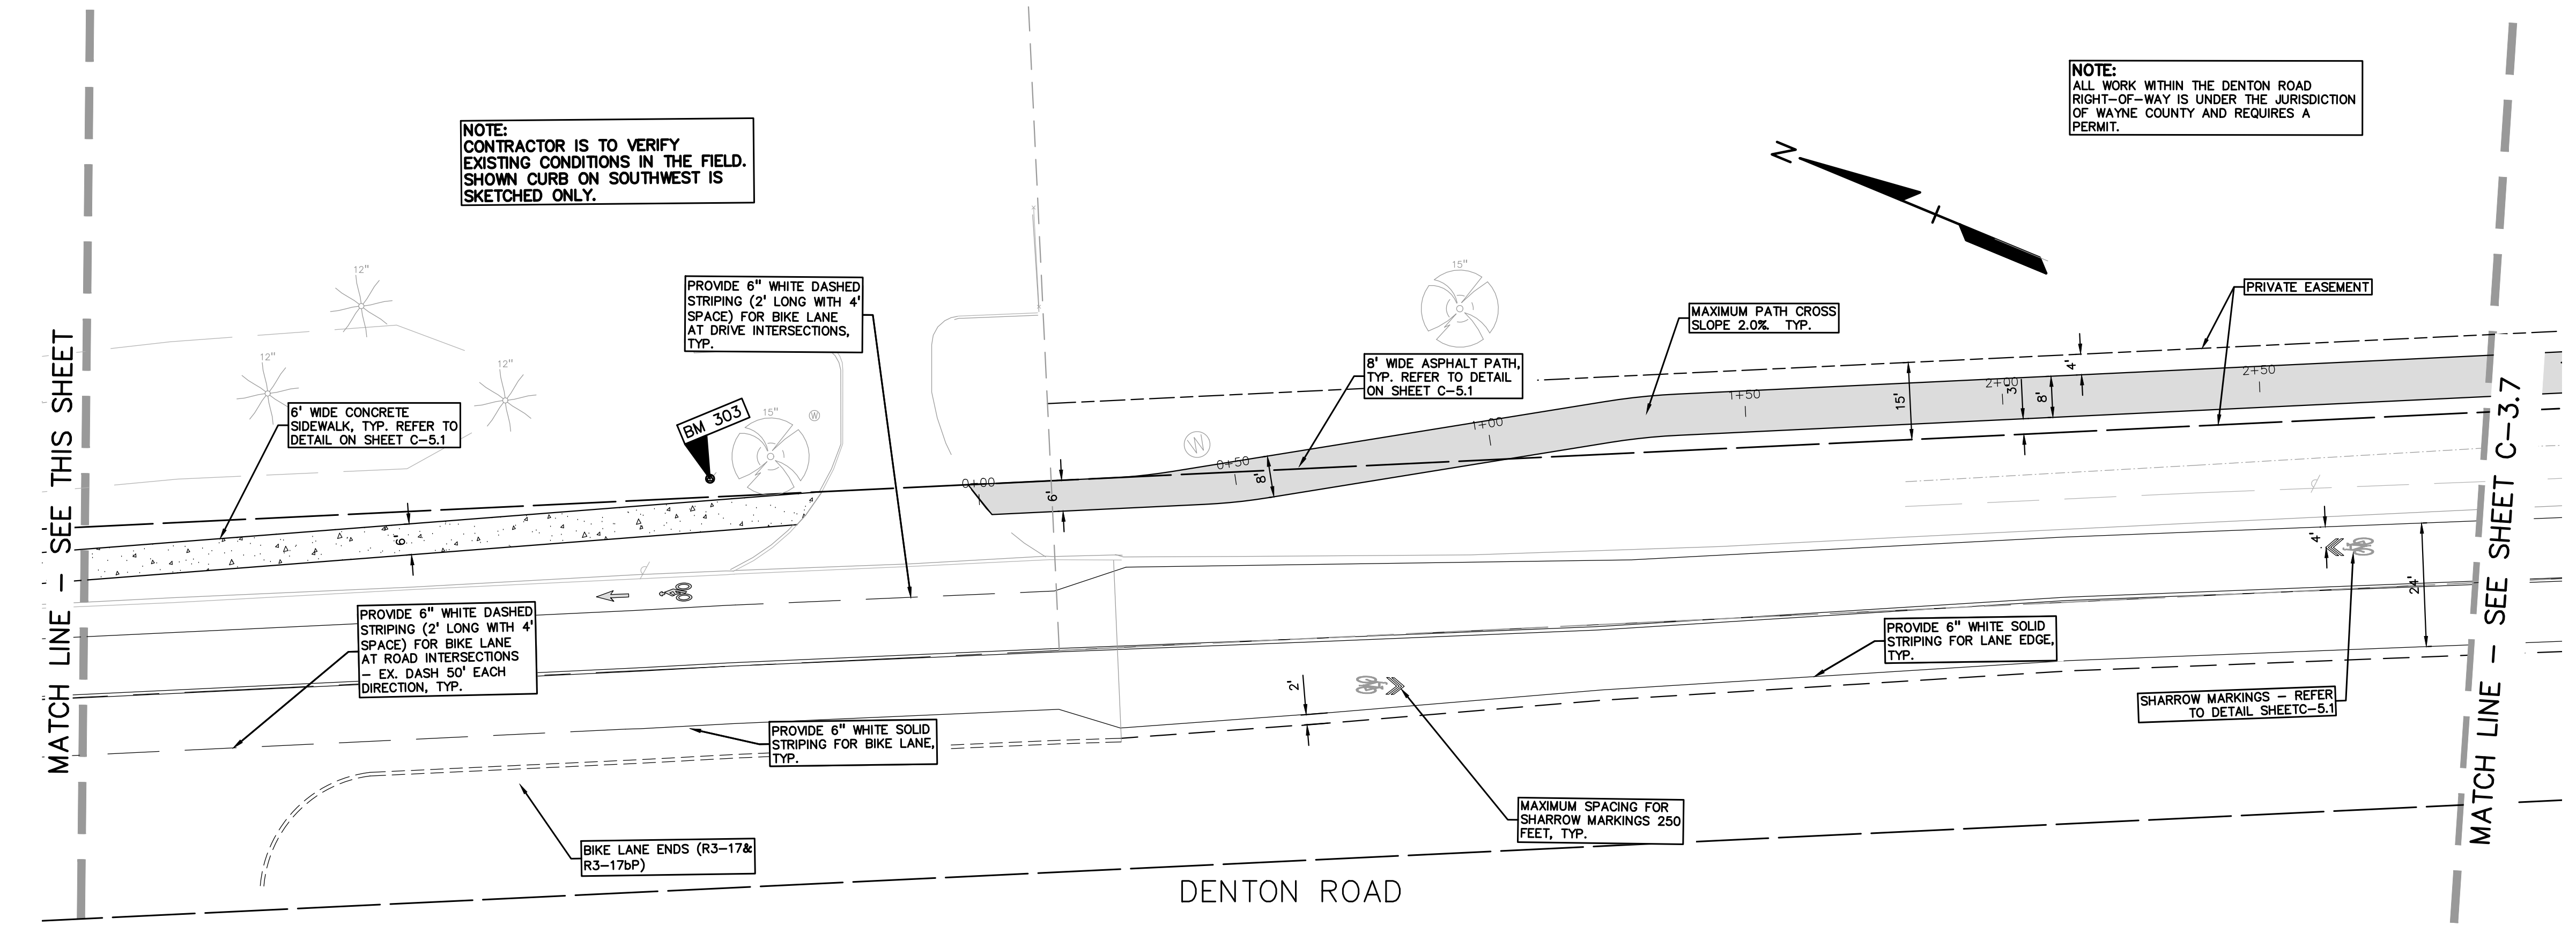 NOTE:
CONTRACTOR IS TO VERIFY
EXISTING CONDITIONS IN THE FIELD.
SHOWN CURB ON SOUTHWEST IS
SKETCHED ONLY.
NOTE:
ALL WORK WITHIN THE DENTON ROAD
RIGHT-OF-WAY IS UNDER THE JURISDICTION
OF WAYNE COUNTY AND REQUIRES A
PERMIT.
N
MATCH LINE - SEE THIS SHEET
12"
12"
12"
6' WIDE CONCRETE
SIDEWALK, TYP. REFER TO
DETAIL ON SHEET C-5.1
PROVIDE 6" WHITE DASHED
STRIPING (2' LONG WITH 4'
SPACE) FOR BIKE LANE
AT DRIVE INTERSECTIONS,
TYP.
BM 303
15"
W
W
15"
8' WIDE ASPHALT PATH,
TYP. REFER TO DETAIL
ON SHEET C-5.1
MAXIMUM PATH CROSS
SLOPE 2.0%. TYP.
PRIVATE EASEMENT
0+00
0+50
1+00
1+50
2+00
2+50
6'
6'
8'
15'
3'
8'
4'
4'
24'
2'
PROVIDE 6" WHITE DASHED
STRIPING (2' LONG WITH 4'
SPACE) FOR BIKE LANE
AT ROAD INTERSECTIONS
- EX. DASH 50' EACH
DIRECTION, TYP.
PROVIDE 6" WHITE SOLID
STRIPING FOR BIKE LANE,
TYP.
BIKE LANE ENDS (R3-17&
R3-17bP)
PROVIDE 6" WHITE SOLID
STRIPING FOR LANE EDGE,
TYP.
SHARROW MARKINGS - REFER
TO DETAIL SHEETC-5.1
MAXIMUM SPACING FOR
SHARROW MARKINGS 250
FEET, TYP.
DENTON ROAD
MATCH LINE - SEE SHEET C-3.7